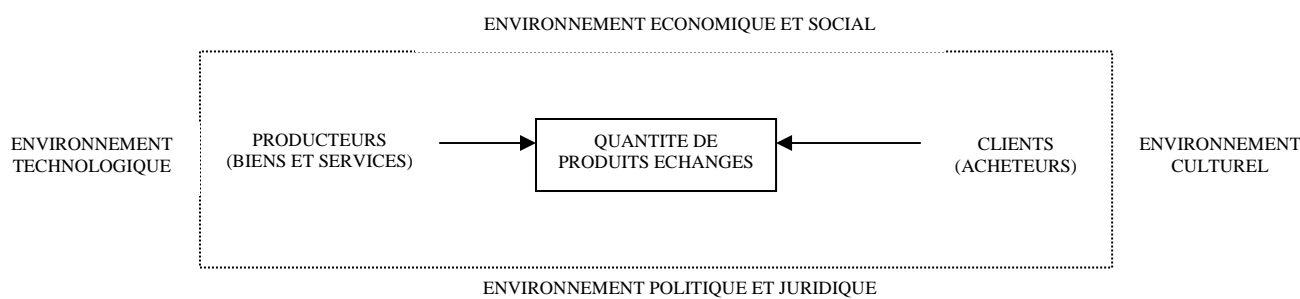 ENVIRONNEMENT ECONOMIQUE ET SOCIAL
ENVIRONNEMENT
TECHNOLOGIQUE
PRODUCTEURS
(BIENS ET SERVICES)
QUANTITE DE
PRODUITS ECHANGES
CLIENTS
(ACHETEURS)
ENVIRONNEMENT
CULTUREL
ENVIRONNEMENT POLITIQUE ET JURIDIQUE